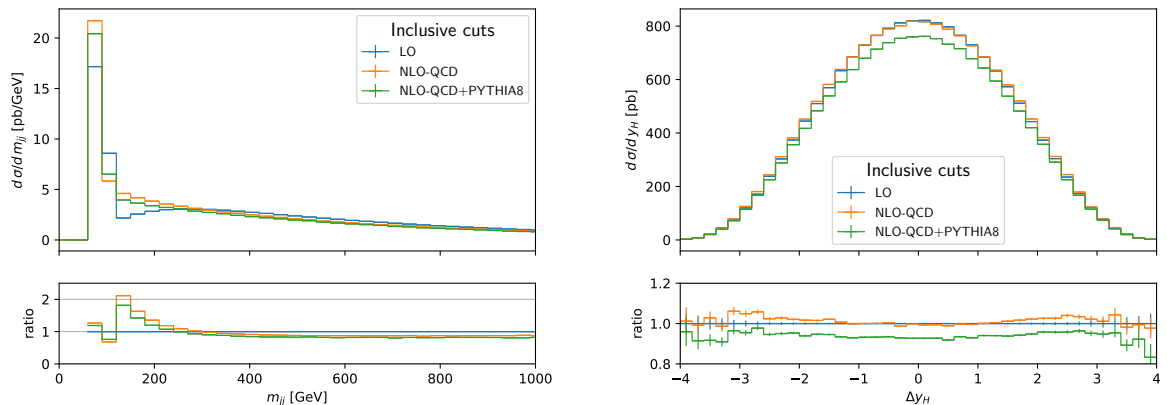 Inclusive cuts
LO
NLO-QCD
NLO-QCD+PYTHIA8
dσ/dm_jj [pb/GeV]
20
15
10
5
0
ratio
2
1
0
0 200 400 600 800 1000
m_jj [GeV]
Inclusive cuts
LO
NLO-QCD
NLO-QCD+PYTHIA8
dσ/dy_H [pb]
800
600
400
200
0
ratio
1.2
1.0
0.8
−4 −3 −2 −1 0 1 2 3 4
Δy_H